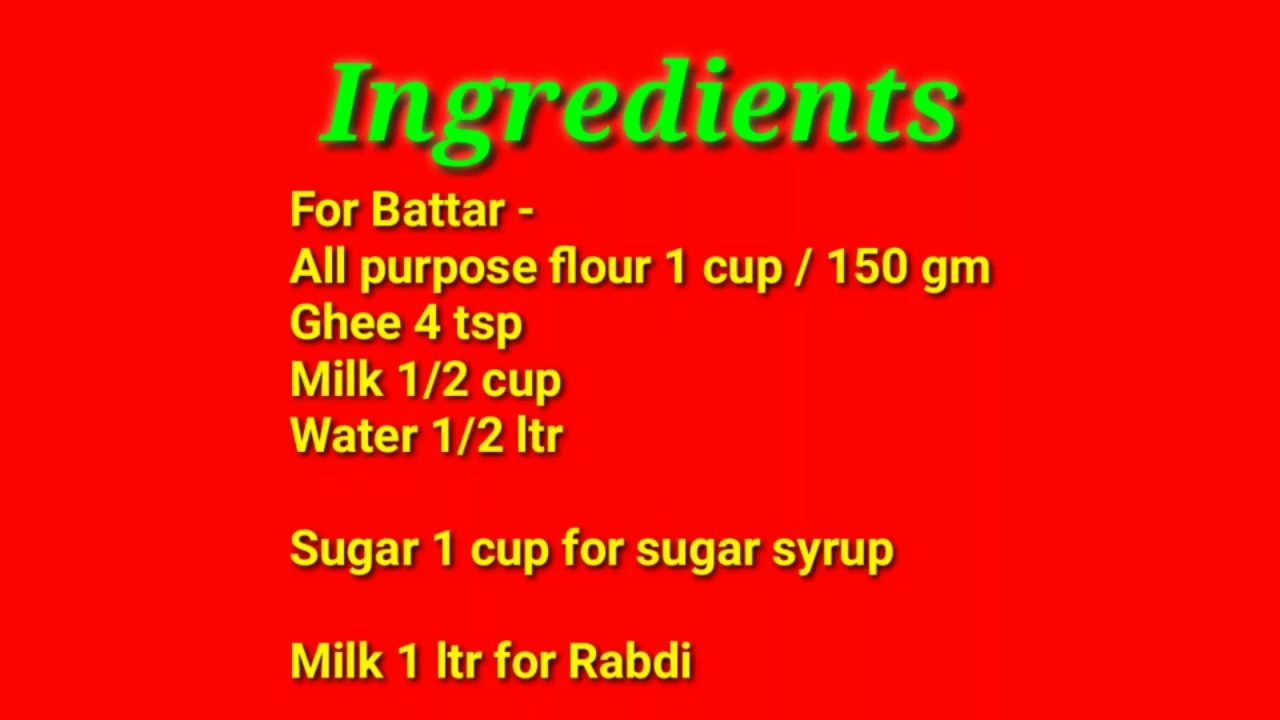 Ingredients
For Battar -
All purpose flour 1 cup / 150 gm
Ghee 4 tsp
Milk 1/2 cup
Water 1/2 ltr
Sugar 1 cup for sugar syrup
Milk 1 ltr for Rabdi